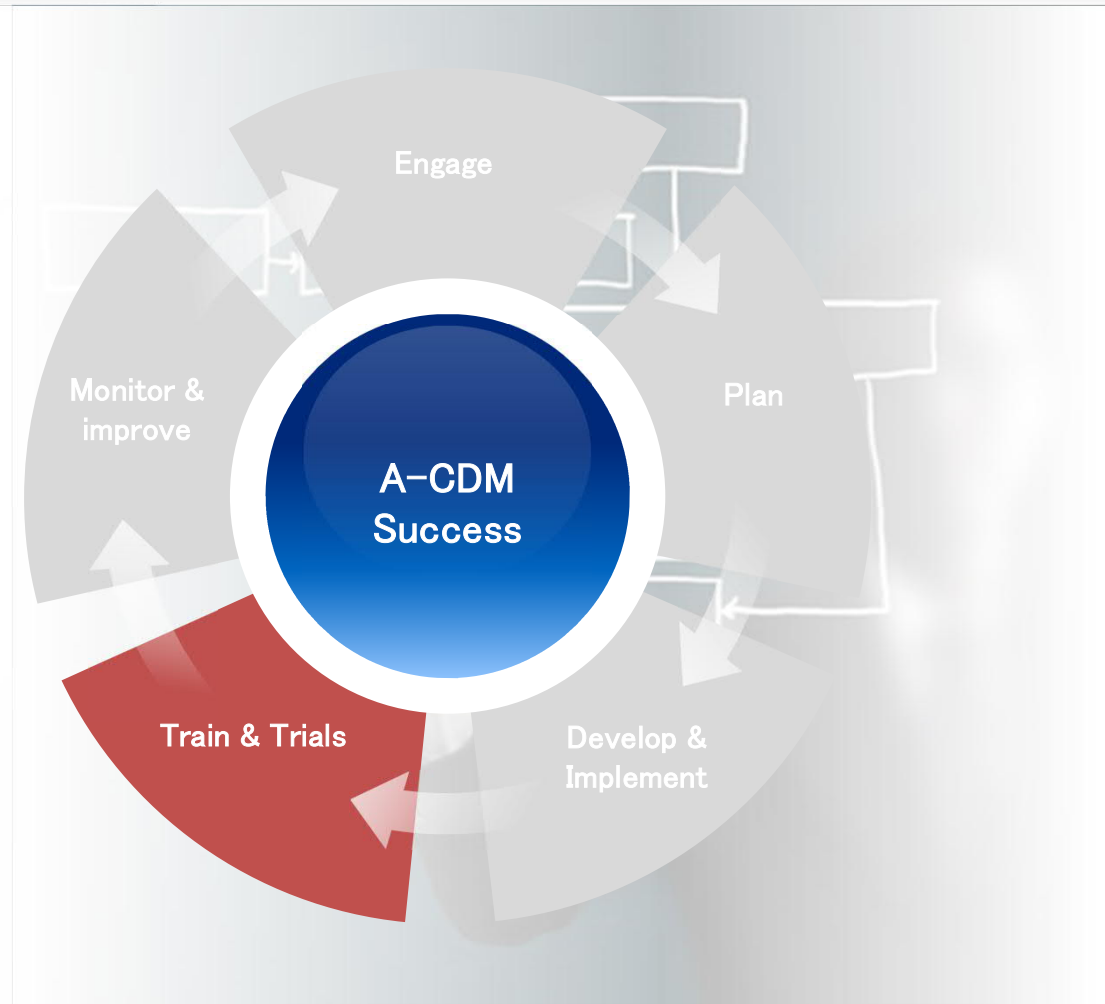 Engage
Plan
Develop &
Implement
Train & Trials
Monitor &
improve
A-CDM
Success